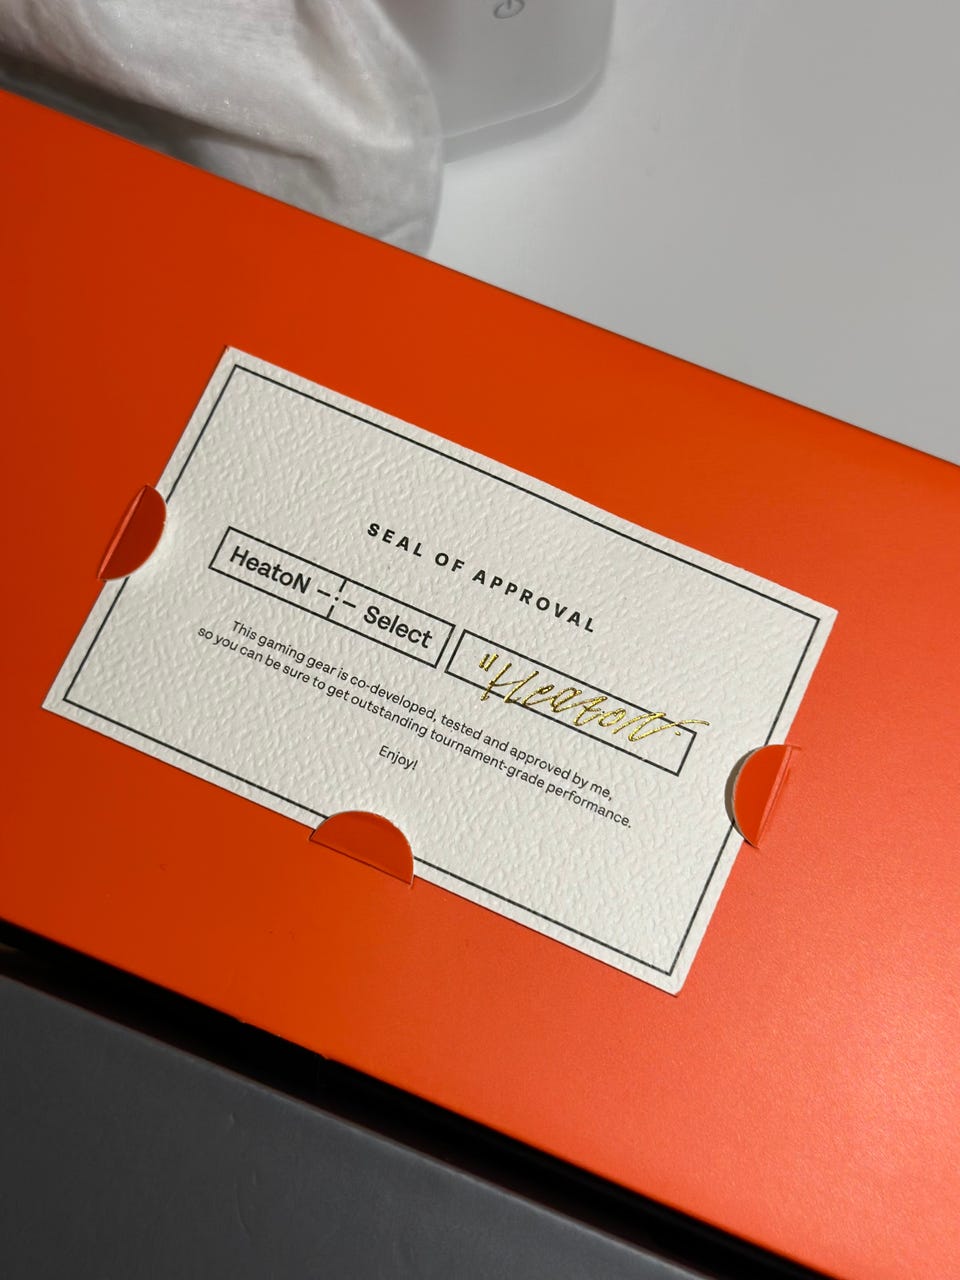 SEAL OF APPROVAL
HeatoN Select
"Heaton"
This gaming gear is co-developed, tested and approved by me,
so you can be sure to get outstanding tournament-grade performance.
Enjoy!